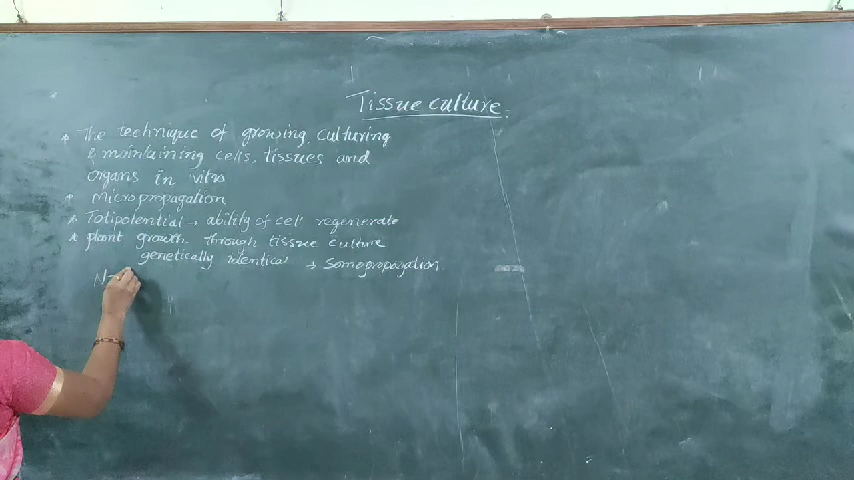 Tissue culture.
* The technique of growing, culturing
& maintaining cells, tissues and
organs in vitro
* Micropropagation
* Totipotential → ability of cell regenerate
* plant growth through tissue culture
genetically identical → Somopropagation